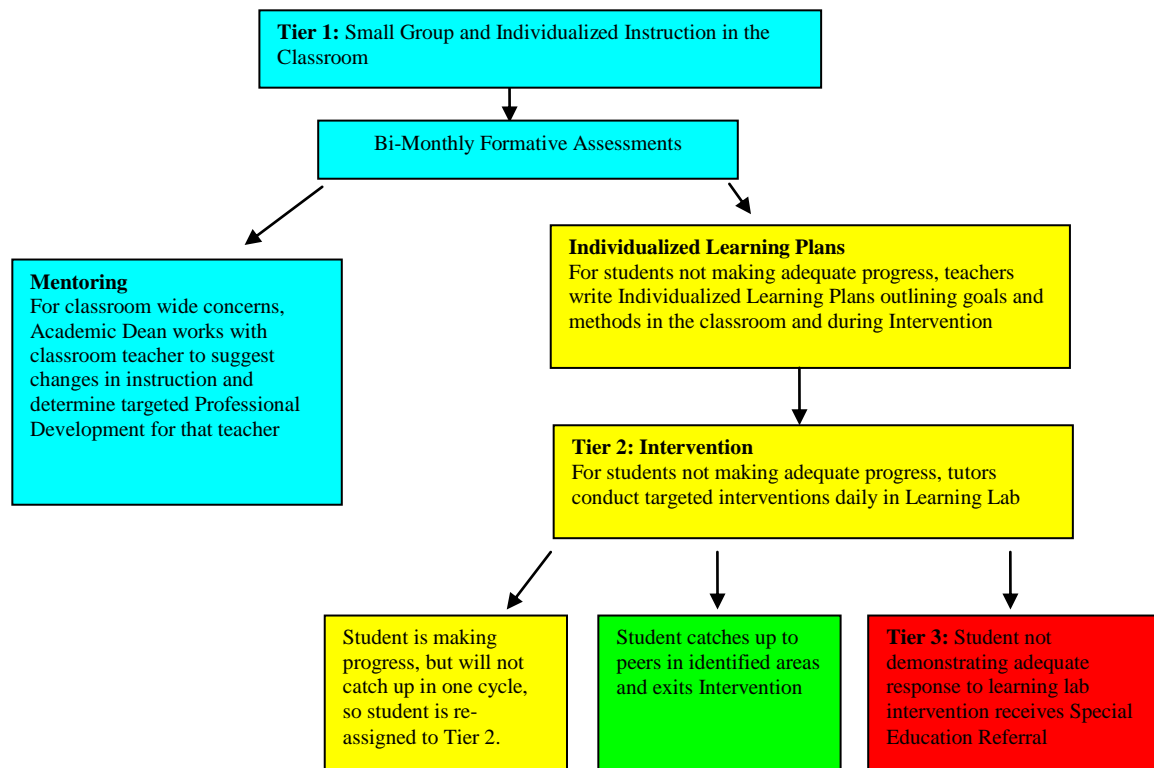 Tier 1: Small Group and Individualized Instruction in the
Classroom
Bi-Monthly Formative Assessments
Mentoring
For classroom wide concerns,
Academic Dean works with
classroom teacher to suggest
changes in instruction and
determine targeted Professional
Development for that teacher
Individualized Learning Plans
For students not making adequate progress, teachers
write Individualized Learning Plans outlining goals and
methods in the classroom and during Intervention
Tier 2: Intervention
For students not making adequate progress, tutors
conduct targeted interventions daily in Learning Lab
Student is making
progress, but will not
catch up in one cycle,
so student is re-
assigned to Tier 2.
Student catches up to
peers in identified areas
and exits Intervention
Tier 3: Student not
demonstrating adequate
response to learning lab
intervention receives Special
Education Referral